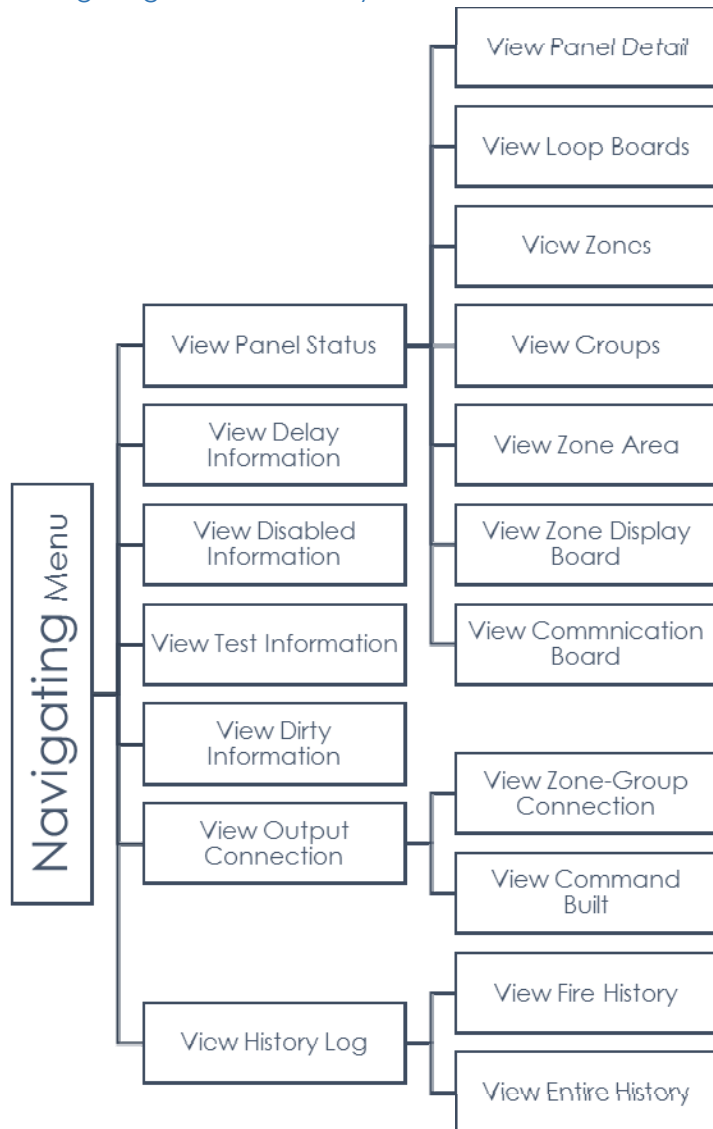 View Panel Detail
View Loop Boards
View Zones
View Panel Status
View Groups
View Delay
Information
View Zone Area
View Disabled
Information
View Zone Display
Board
Navigating Menu
View Test Information
View Commnication
Board
View Dirty
Information
View Zone-Group
Connection
View Output
Connection
View Command
Built
View Fire History
View History Log
View Entire History